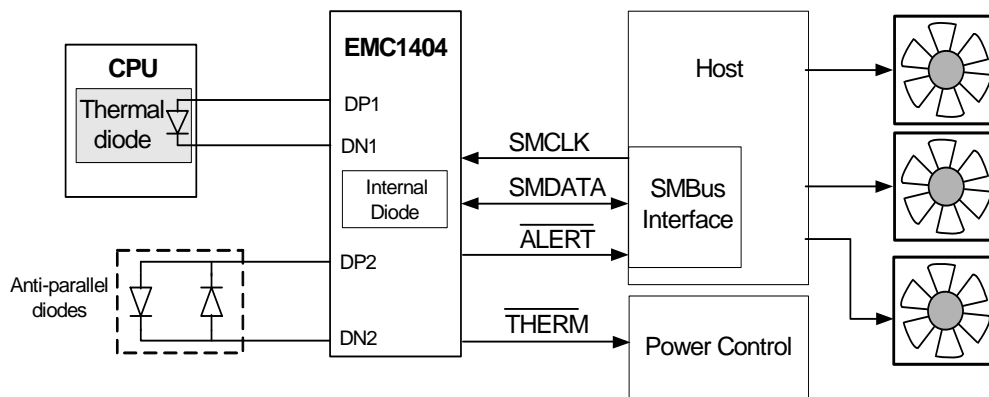 CPU
Thermal
diode
EMC1404
DP1
DN1
Internal
Diode
DP2
DN2
Anti-parallel
diodes
SMCLK
SMDATA
ALERT
THERM
Host
SMBus
Interface
Power Control